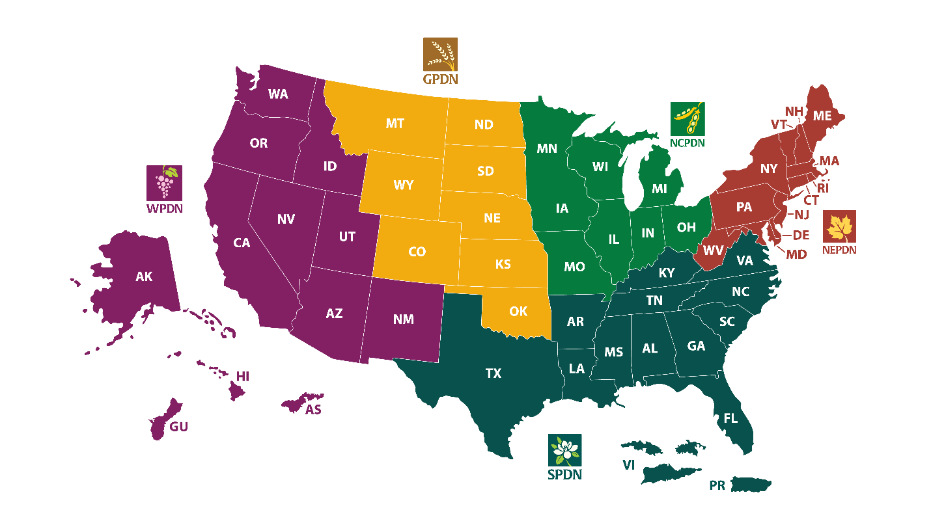 GPDN
WA
MT
ND
MN
NH
VT
ME
NCPDN
OR
ID
WY
SD
WI
MI
NY
MA
RI
CT
WPDN
NV
UT
NE
IA
PA
NJ
DE
MD
NEPDN
CA
CO
KS
IL
IN
OH
WV
VA
AK
MO
KY
AZ
NM
OK
AR
TN
NC
SC
MS
AL
GA
TX
LA
HI
AS
GU
FL
SPDN
VI
PR